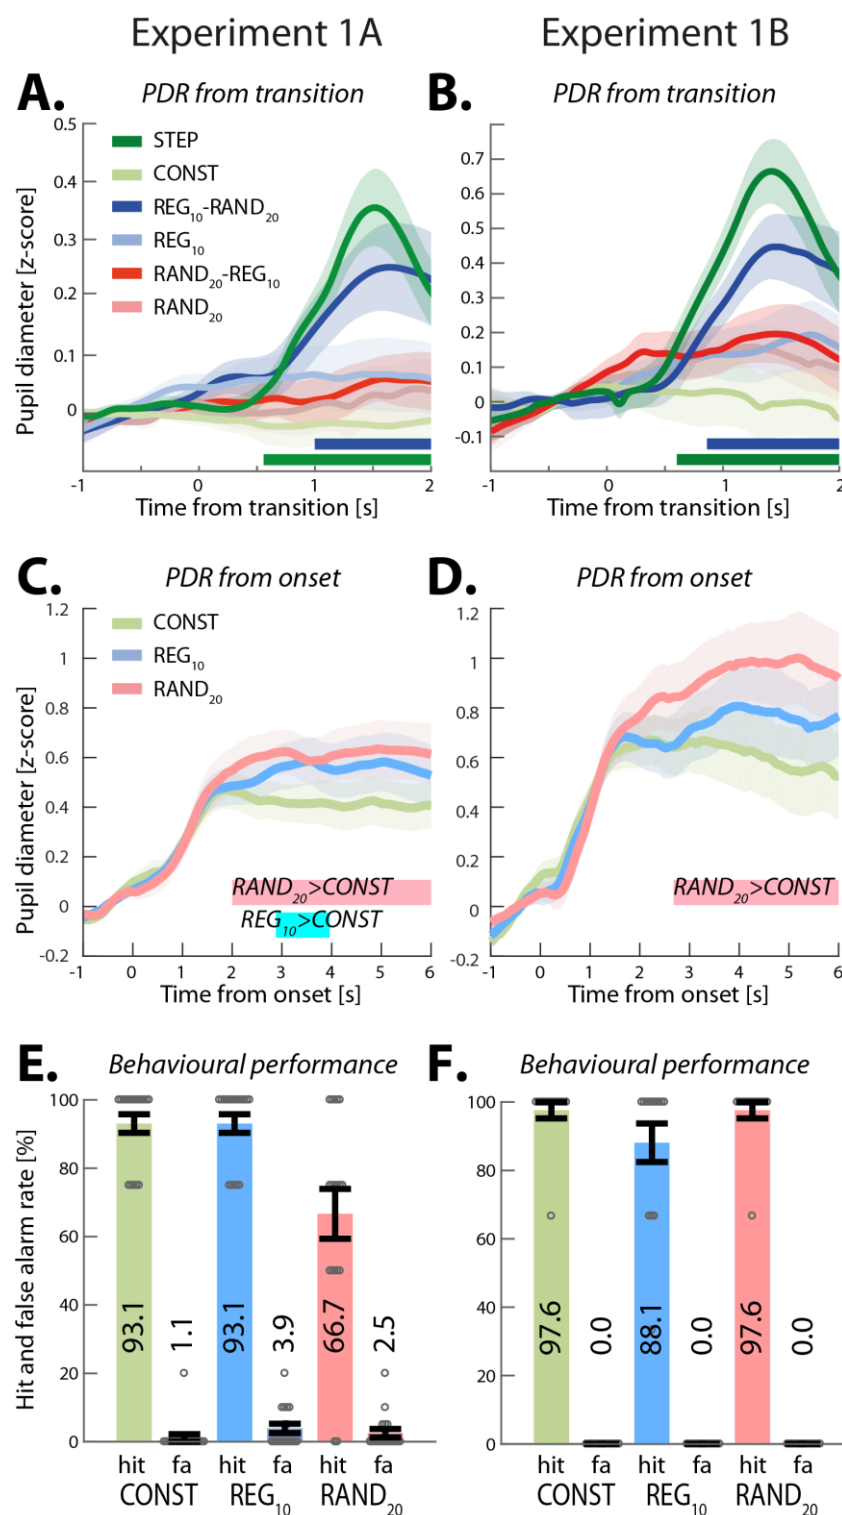 Experiment 1A
Experiment 1B
A.
PDR from transition
B.
PDR from transition
Pupil diameter [z-score]
0.5
0.4
0.3
0.2
0.1
0
STEP
CONST
REG₁₀-RAND₂₀
REG₁₀
RAND₂₀-REG₁₀
RAND₂₀
-1
0
1
2
Time from transition [s]
0.7
0.6
0.5
0.4
0.3
0.2
0.1
0
-0.1
-1
0
1
2
Time from transition [s]
C.
PDR from onset
D.
PDR from onset
Pupil diameter [z-score]
1.2
1
0.8
0.6
0.4
0.2
0
-0.2
CONST
REG₁₀
RAND₂₀
RAND₂₀>CONST
REG₁₀>CONST
-1 0 1 2 3 4 5 6
Time from onset [s]
1.2
1
0.8
0.6
0.4
0.2
0
-0.2
RAND₂₀>CONST
-1 0 1 2 3 4 5 6
Time from onset [s]
E.
Behavioural performance
F.
Behavioural performance
Hit and false alarm rate [%]
100
80
60
40
20
0
93.1
1.1
93.1
3.9
66.7
2.5
hit fa hit fa hit fa
CONST REG₁₀ RAND₂₀
100
80
60
40
20
0
97.6
0.0
88.1
0.0
97.6
0.0
hit fa hit fa hit fa
CONST REG₁₀ RAND₂₀